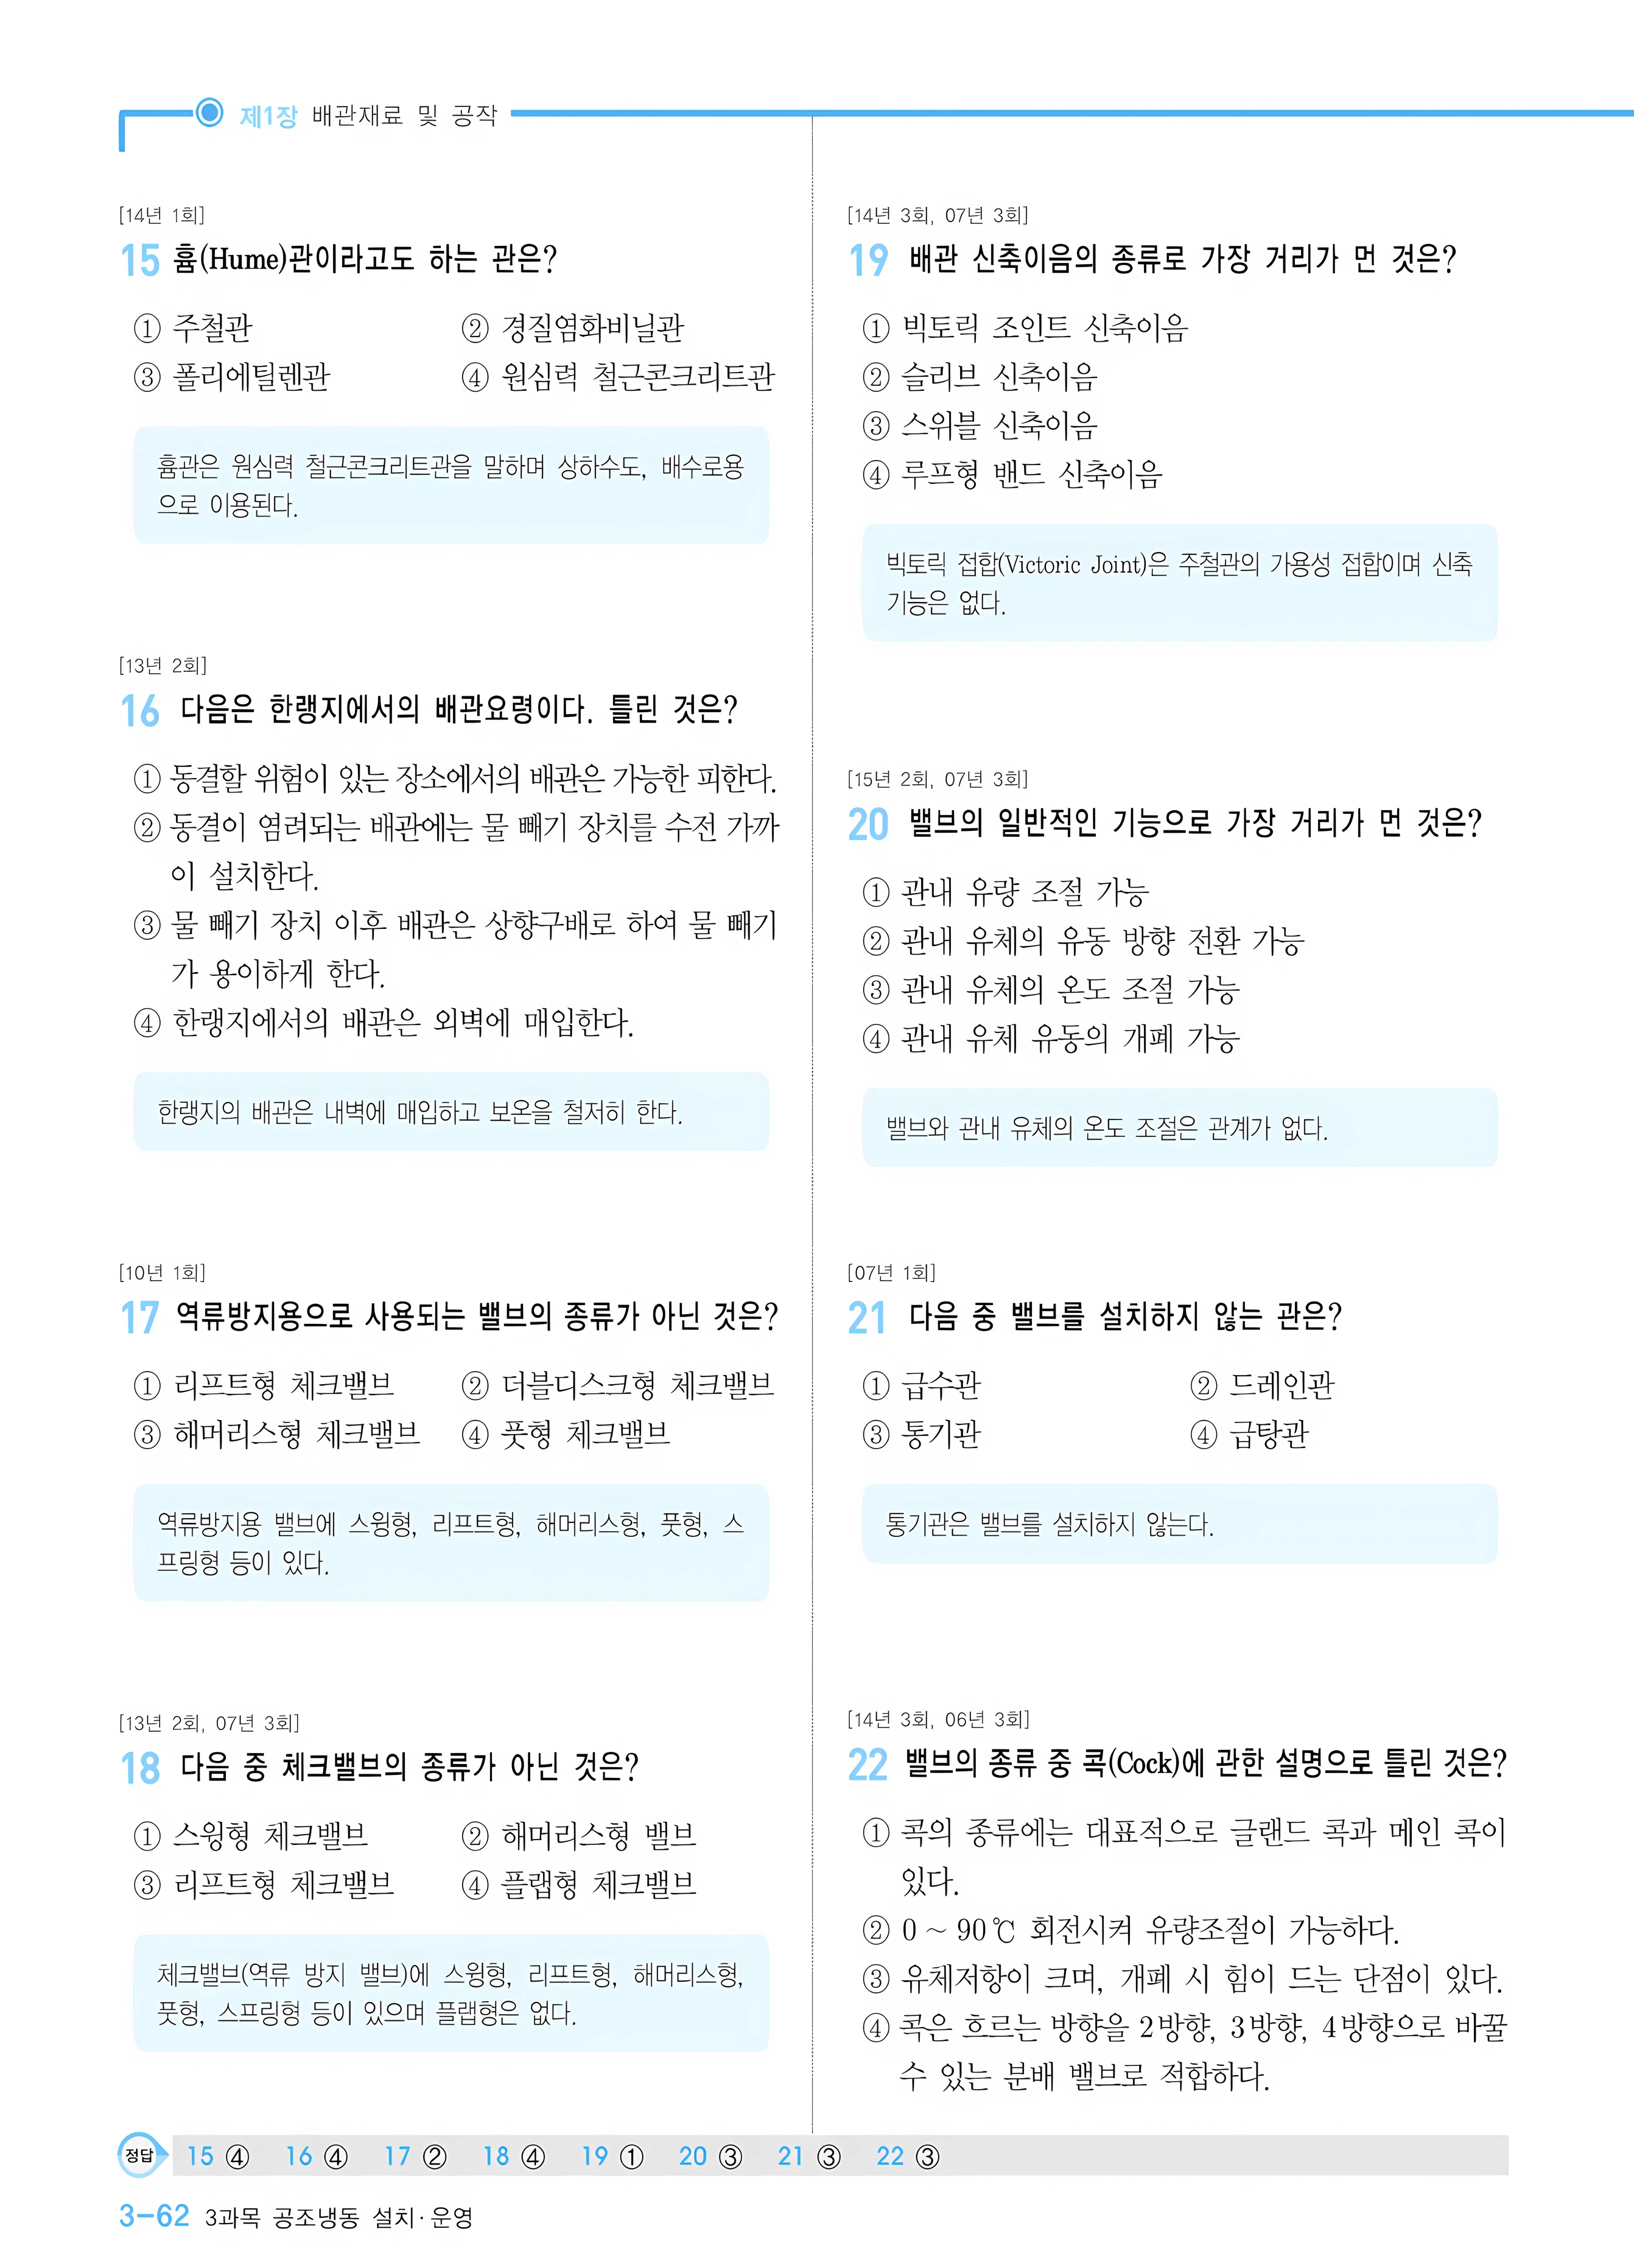 제1장 배관재료 및 공작
[14년 1회]
15 흄(Hume)관이라고도 하는 관은?
① 주철관 ② 경질염화비닐관
③ 폴리에틸렌관 ④ 원심력 철근콘크리트관
흄관은 원심력 철근콘크리트관을 말하며 상하수도, 배수로용
으로 이용된다.
[13년 2회]
16 다음은 한랭지에서의 배관요령이다. 틀린 것은?
① 동결할 위험이 있는 장소에서의 배관은 가능한 피한다.
② 동결이 염려되는 배관에는 물 빼기 장치를 수전 가까
이 설치한다.
③ 물 빼기 장치 이후 배관은 상향구배로 하여 물 빼기
가 용이하게 한다.
④ 한랭지에서의 배관은 외벽에 매입한다.
한랭지의 배관은 내벽에 매입하고 보온을 철저히 한다.
[10년 1회]
17 역류방지용으로 사용되는 밸브의 종류가 아닌 것은?
① 리프트형 체크밸브 ② 더블디스크형 체크밸브
③ 해머리스형 체크밸브 ④ 풋형 체크밸브
역류방지용 밸브에 스윙형, 리프트형, 해머리스형, 풋형, 스
프링형 등이 있다.
[13년 2회, 07년 3회]
18 다음 중 체크밸브의 종류가 아닌 것은?
① 스윙형 체크밸브 ② 해머리스형 밸브
③ 리프트형 체크밸브 ④ 플랩형 체크밸브
체크밸브(역류 방지 밸브)에 스윙형, 리프트형, 해머리스형,
풋형, 스프링형 등이 있으며 플랩형은 없다.
[14년 3회, 07년 3회]
19 배관 신축이음의 종류로 가장 거리가 먼 것은?
① 빅토릭 조인트 신축이음
② 슬리브 신축이음
③ 스위블 신축이음
④ 루프형 밴드 신축이음
빅토릭 접합(Victoric Joint)은 주철관의 가용성 접합이며 신축
기능은 없다.
[15년 2회, 07년 3회]
20 밸브의 일반적인 기능으로 가장 거리가 먼 것은?
① 관내 유량 조절 가능
② 관내 유체의 유동 방향 전환 가능
③ 관내 유체의 온도 조절 가능
④ 관내 유체 유동의 개폐 가능
밸브와 관내 유체의 온도 조절은 관계가 없다.
[07년 1회]
21 다음 중 밸브를 설치하지 않는 관은?
① 급수관 ② 드레인관
③ 통기관 ④ 급탕관
통기관은 밸브를 설치하지 않는다.
[14년 3회, 06년 3회]
22 밸브의 종류 중 콕(Cock)에 관한 설명으로 틀린 것은?
① 콕의 종류에는 대표적으로 글랜드 콕과 메인 콕이
있다.
② 0 ~ 90℃ 회전시켜 유량조절이 가능하다.
③ 유체저항이 크며, 개폐 시 힘이 드는 단점이 있다.
④ 콕은 흐르는 방향을 2방향, 3방향, 4방향으로 바꿀
수 있는 분배 밸브로 적합하다.
정답 15 ④ 16 ④ 17 ② 18 ④ 19 ① 20 ③ 21 ③ 22 ③
3-62 3과목 공조냉동 설치·운영